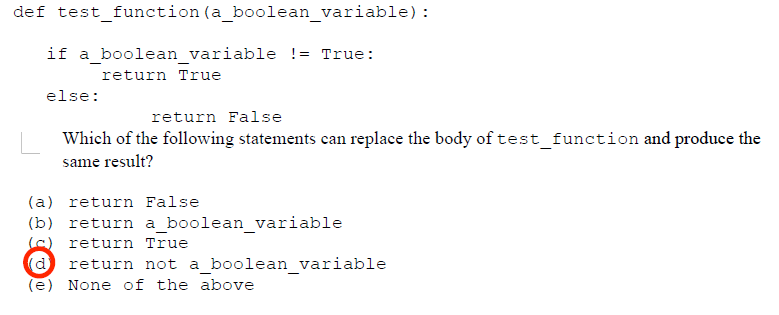 def test_function(a_boolean_variable):
if a_boolean_variable != True:
return True
else:
return False
Which of the following statements can replace the body of test_function and produce the
same result?
(a) return False
(b) return a_boolean_variable
(c) return True
(d) return not a_boolean_variable
(e) None of the above